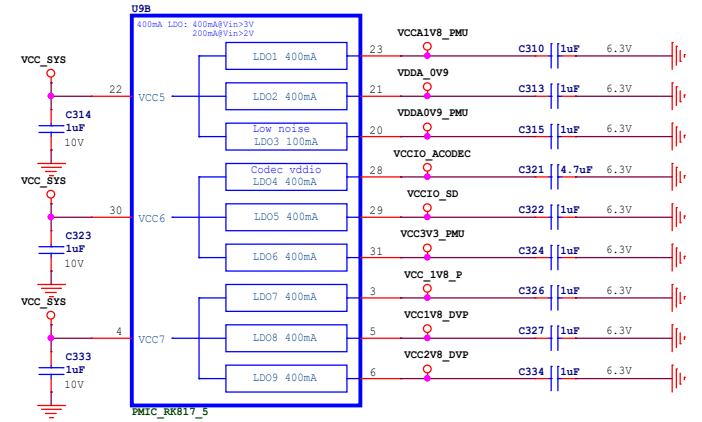 U9B
400mA LDO: 400mA@Vin>3V
200mA@Vin>2V
VCCA1V8_PMU
LDO1 400mA
23
C310
1uF
6.3V
VCC_SYS
22
VCC5
VDDA_0V9
LDO2 400mA
21
C313
1uF
6.3V
C314
1uF
10V
VDDA0V9_PMU
Low noise
LDO3 100mA
20
C315
1uF
6.3V
VCCIO_ACODEC
Codec vddio
LDO4 400mA
28
C321
4.7uF
6.3V
VCC_SYS
30
VCC6
VCCIO_SD
LDO5 400mA
29
C322
1uF
6.3V
C323
1uF
10V
VCC3V3_PMU
LDO6 400mA
31
C324
1uF
6.3V
VCC_1V8_P
LDO7 400mA
3
C326
1uF
6.3V
VCC_SYS
4
VCC7
VCC1V8_DVP
LDO8 400mA
5
C327
1uF
6.3V
C333
1uF
10V
VCC2V8_DVP
LDO9 400mA
6
C334
1uF
6.3V
PMIC_RK817_5